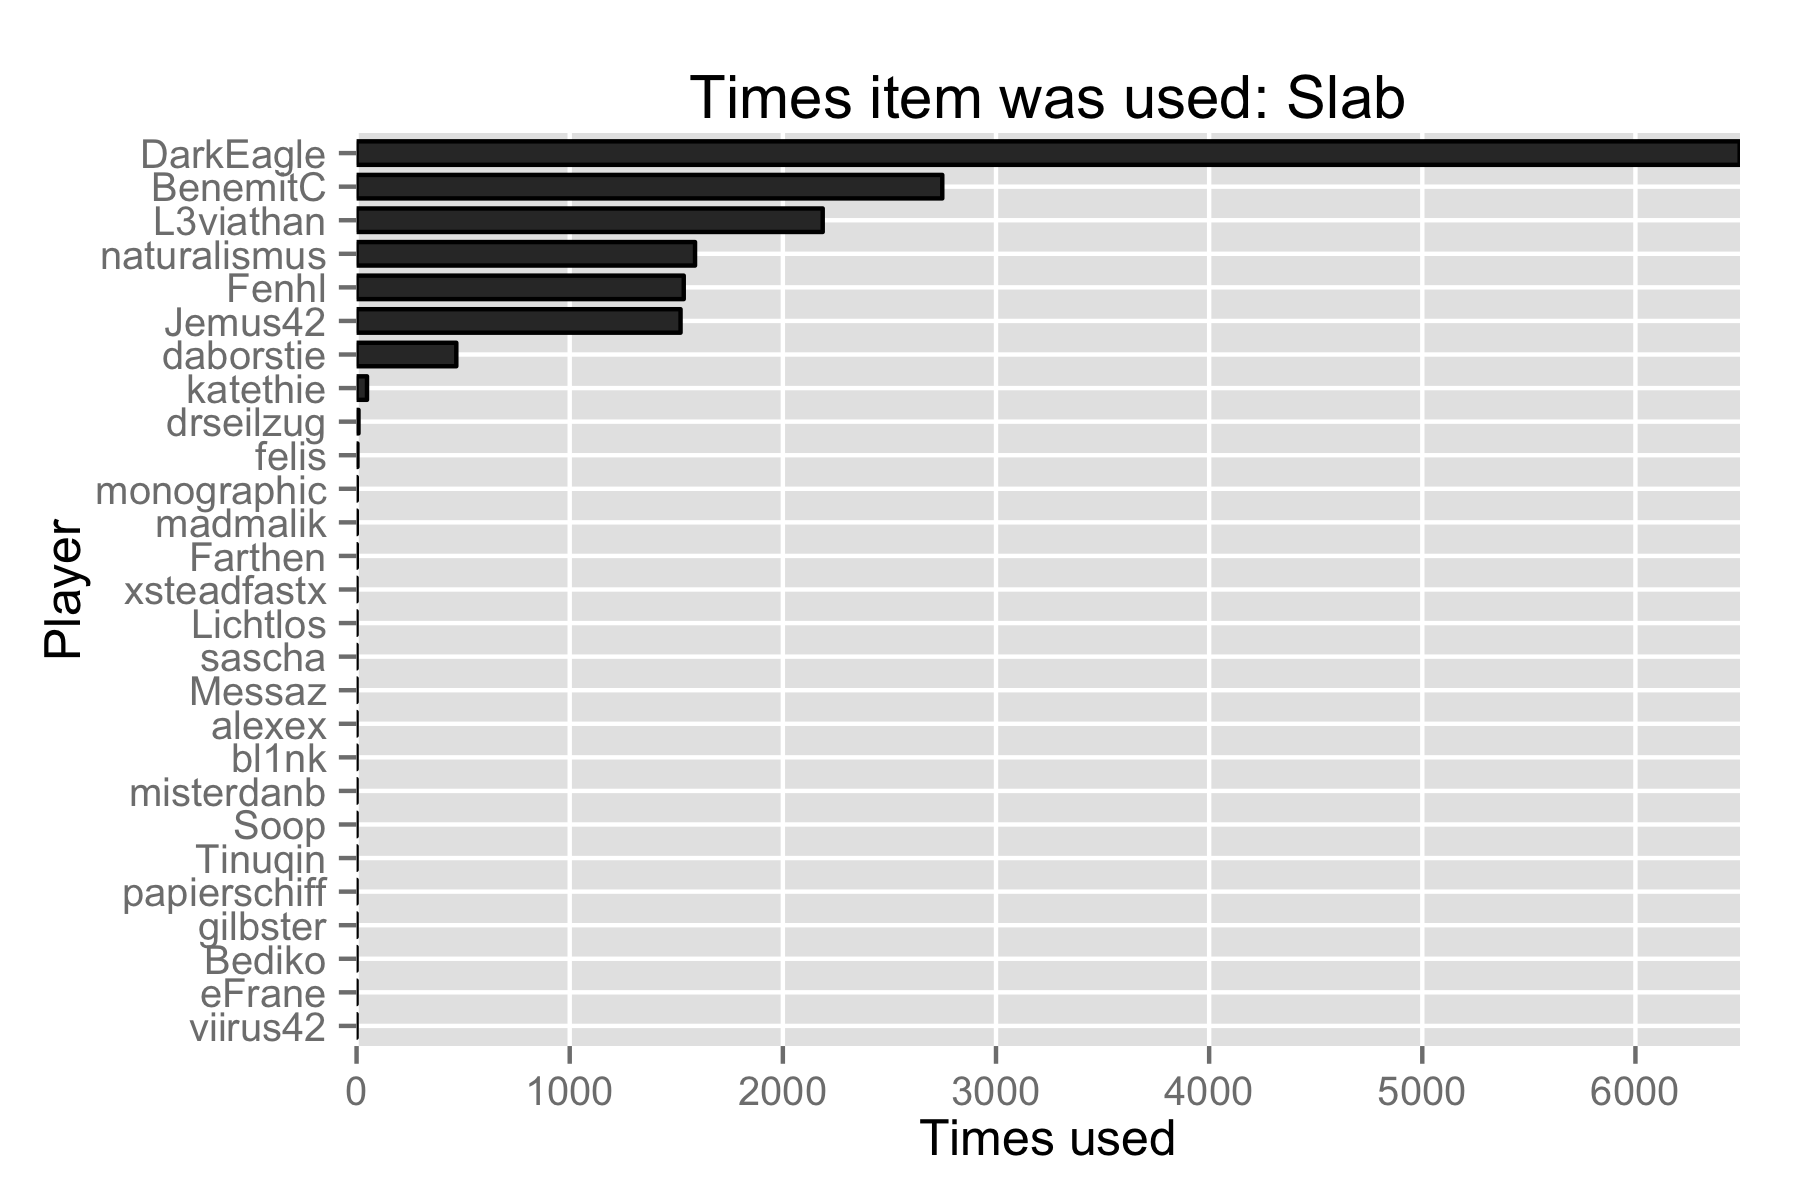 Times item was used: Slab
DarkEagle
BenemitC
L3viathan
naturalismus
Fenhl
Jemus42
daborstie
katethie
drseilzug
felis
monographic
madmalik
Farthen
xsteadfastx
Lichtlos
sascha
Messaz
alexex
bl1nk
misterdanb
Soop
Tinuqin
papierschiff
gilbster
Bediko
eFrane
viirus42
Player
0 1000 2000 3000 4000 5000 6000
Times used